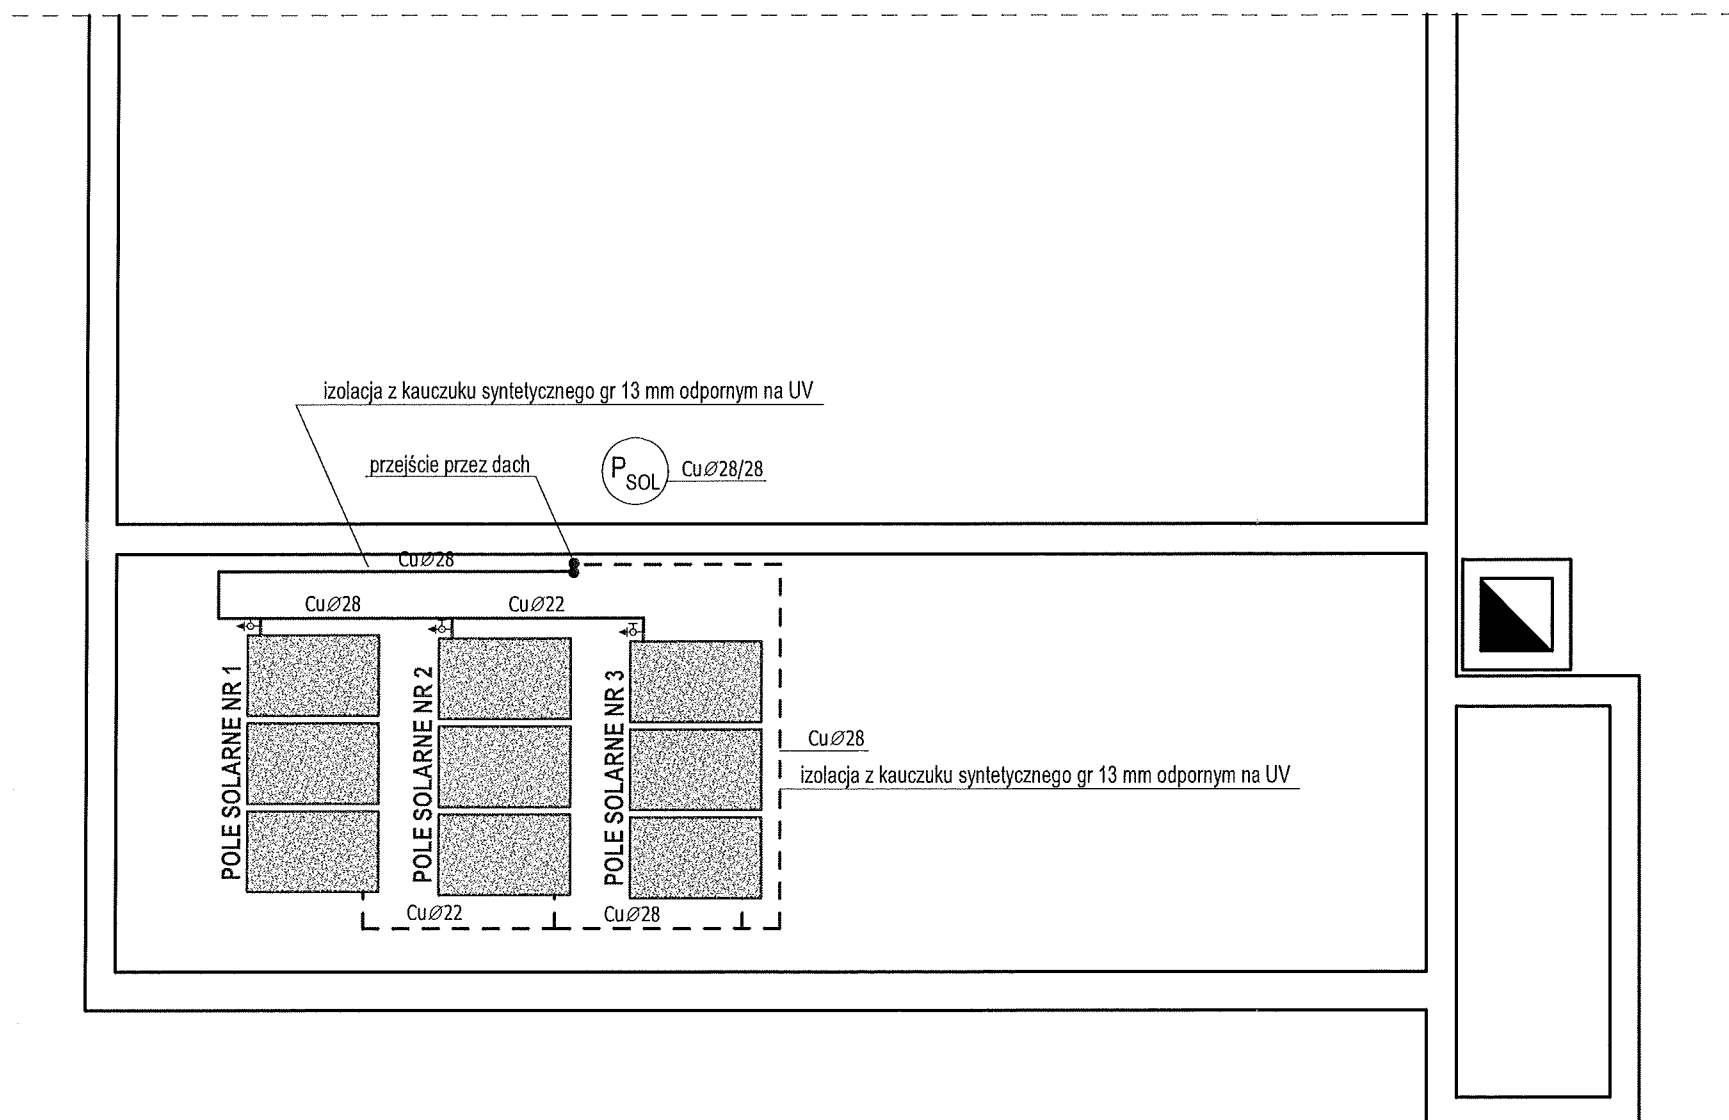 izolacja z kauczuku syntetycznego gr 13 mm odpornym na UV
przejście przez dach
P SOL
CuØ28/28
CuØ28
CuØ28
CuØ22
POLE SOLARNE NR 1
POLE SOLARNE NR 2
POLE SOLARNE NR 3
CuØ28
izolacja z kauczuku syntetycznego gr 13 mm odpornym na UV
CuØ22
CuØ28